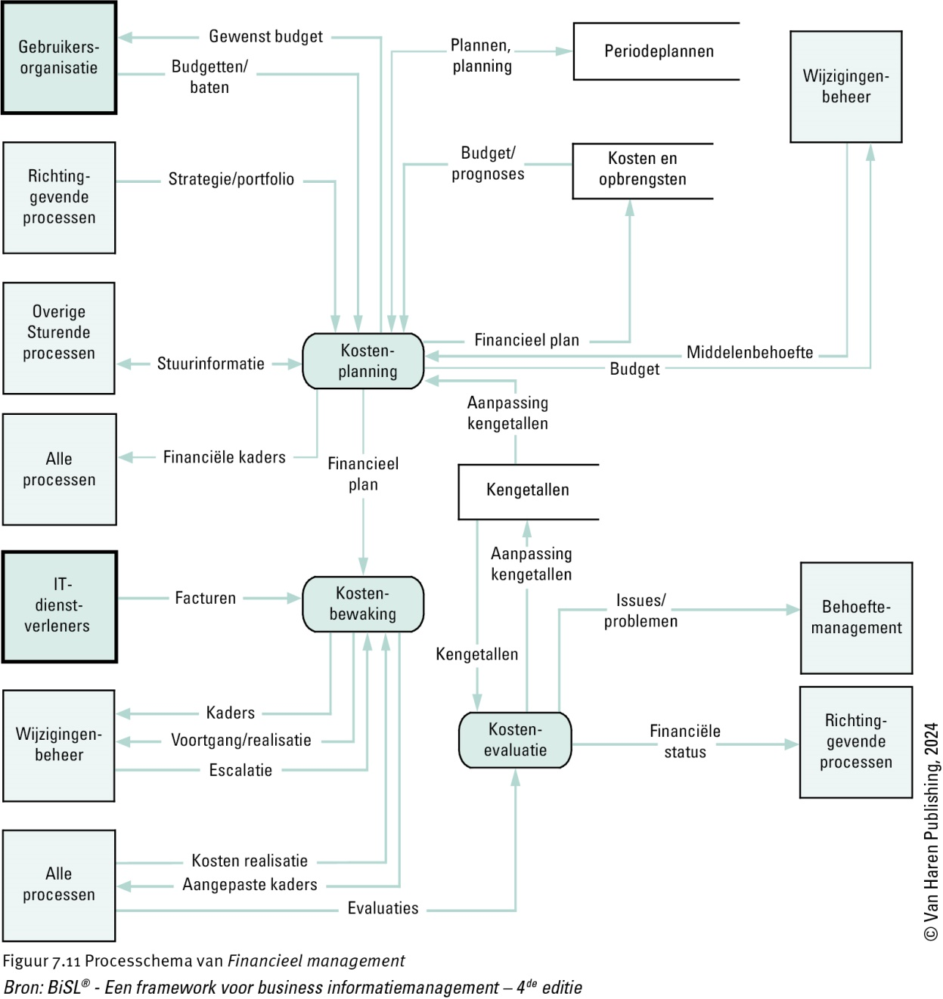 Gebruikers-
organisatie
Gewenst budget
Budgetten/
baten
Plannen,
planning
Periodeplannen
Wijzigingen-
beheer
Richting-
gevende
processen
Strategie/portfolio
Budget/
prognoses
Kosten en
opbrengsten
Overige
Sturende
processen
Stuurinformatie
Kosten-
planning
Financieel plan
Middelenbehoefte
Budget
Aanpassing
kengetallen
Alle
processen
Financiële kaders
Financieel
plan
Kengetallen
IT-
dienst-
verleners
Facturen
Kosten-
bewaking
Aanpassing
kengetallen
Kengetallen
Issues/
problemen
Behoefte-
management
Wijzigingen-
beheer
Kaders
Voortgang/realisatie
Escalatie
Kosten-
evaluatie
Financiële
status
Richting-
gevende
processen
Alle
processen
Kosten realisatie
Aangepaste kaders
Evaluaties
© Van Haren Publishing, 2024
Figuur 7.11 Processchema van Financieel management
Bron: BiSL® - Een framework voor business informatiemanagement – 4de editie